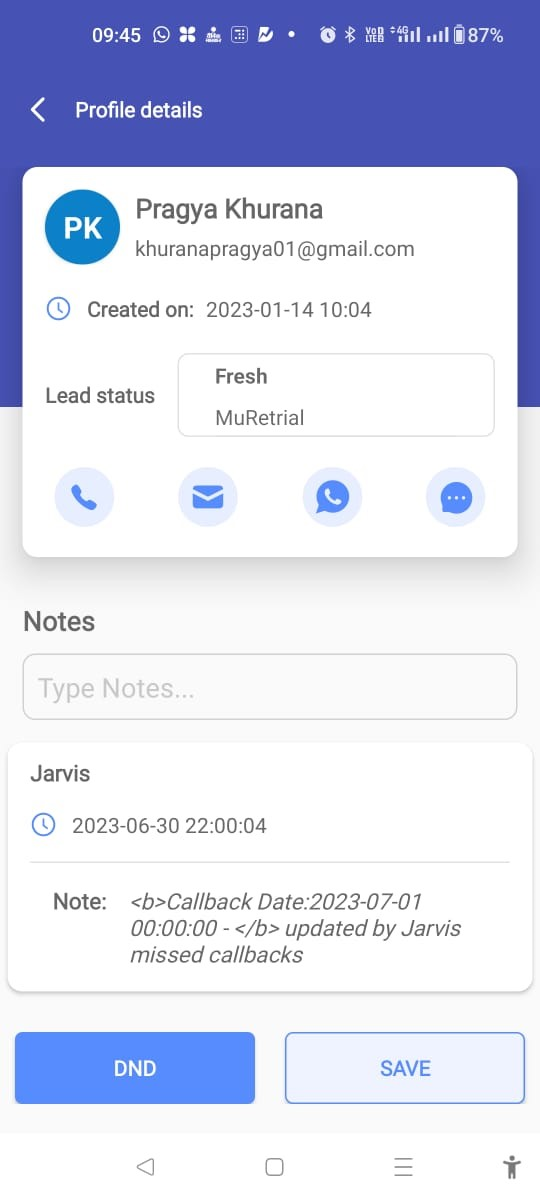 09:45 87%
Profile details
PK
Pragya Khurana
khuranapragya01@gmail.com
Created on: 2023-01-14 10:04
Lead status
Fresh
MuRetrial
Notes
Type Notes...
Jarvis
2023-06-30 22:00:04
Note: <b>Callback Date:2023-07-01
00:00:00 - </b> updated by Jarvis
missed callbacks
DND
SAVE